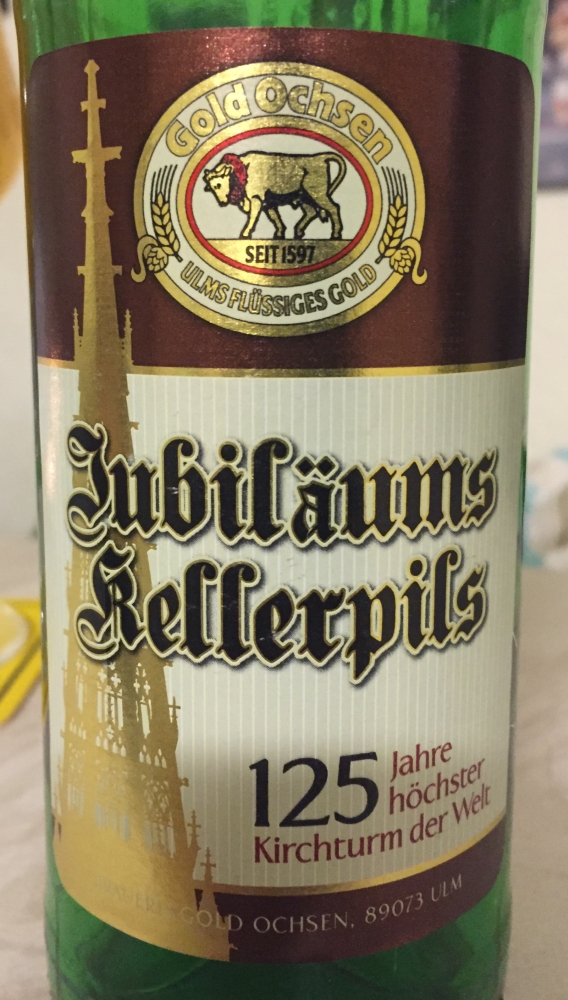 Gold Ochsen
SEIT 1597
ULMS FLÜSSIGES GOLD
Jubiläums
Kellerpils
125 Jahre
höchster
Kirchturm der Welt
BRAUEREI GOLD OCHSEN, 89073 ULM